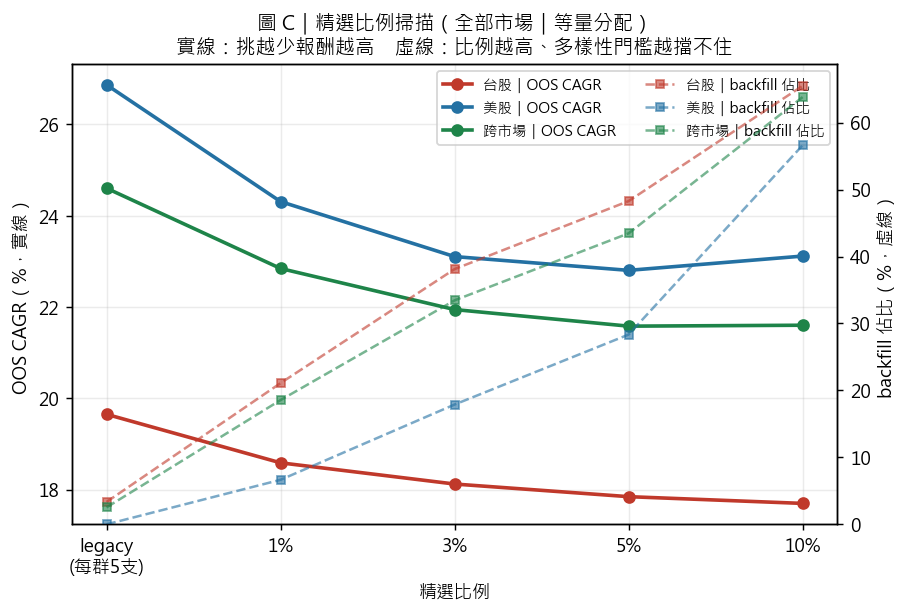 圖 C｜精選比例掃描（全部市場｜等量分配）
實線：挑越少報酬越高　虛線：比例越高、多樣性門檻越擋不住
台股｜OOS CAGR
美股｜OOS CAGR
跨市場｜OOS CAGR
台股｜backfill 佔比
美股｜backfill 佔比
跨市場｜backfill 佔比
OOS CAGR（%·實線）
26
24
22
20
18
backfill 佔比（%·虛線）
60
50
40
30
20
10
0
legacy
(每群5支)
1%
3%
5%
10%
精選比例